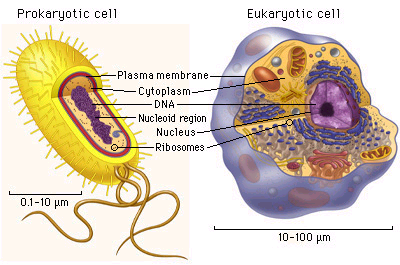 Prokaryotic cell
Eukaryotic cell
Plasma membrane
Cytoplasm
DNA
Nucleoid region
Nucleus
Ribosomes
0.1–10 µm
10–100 µm